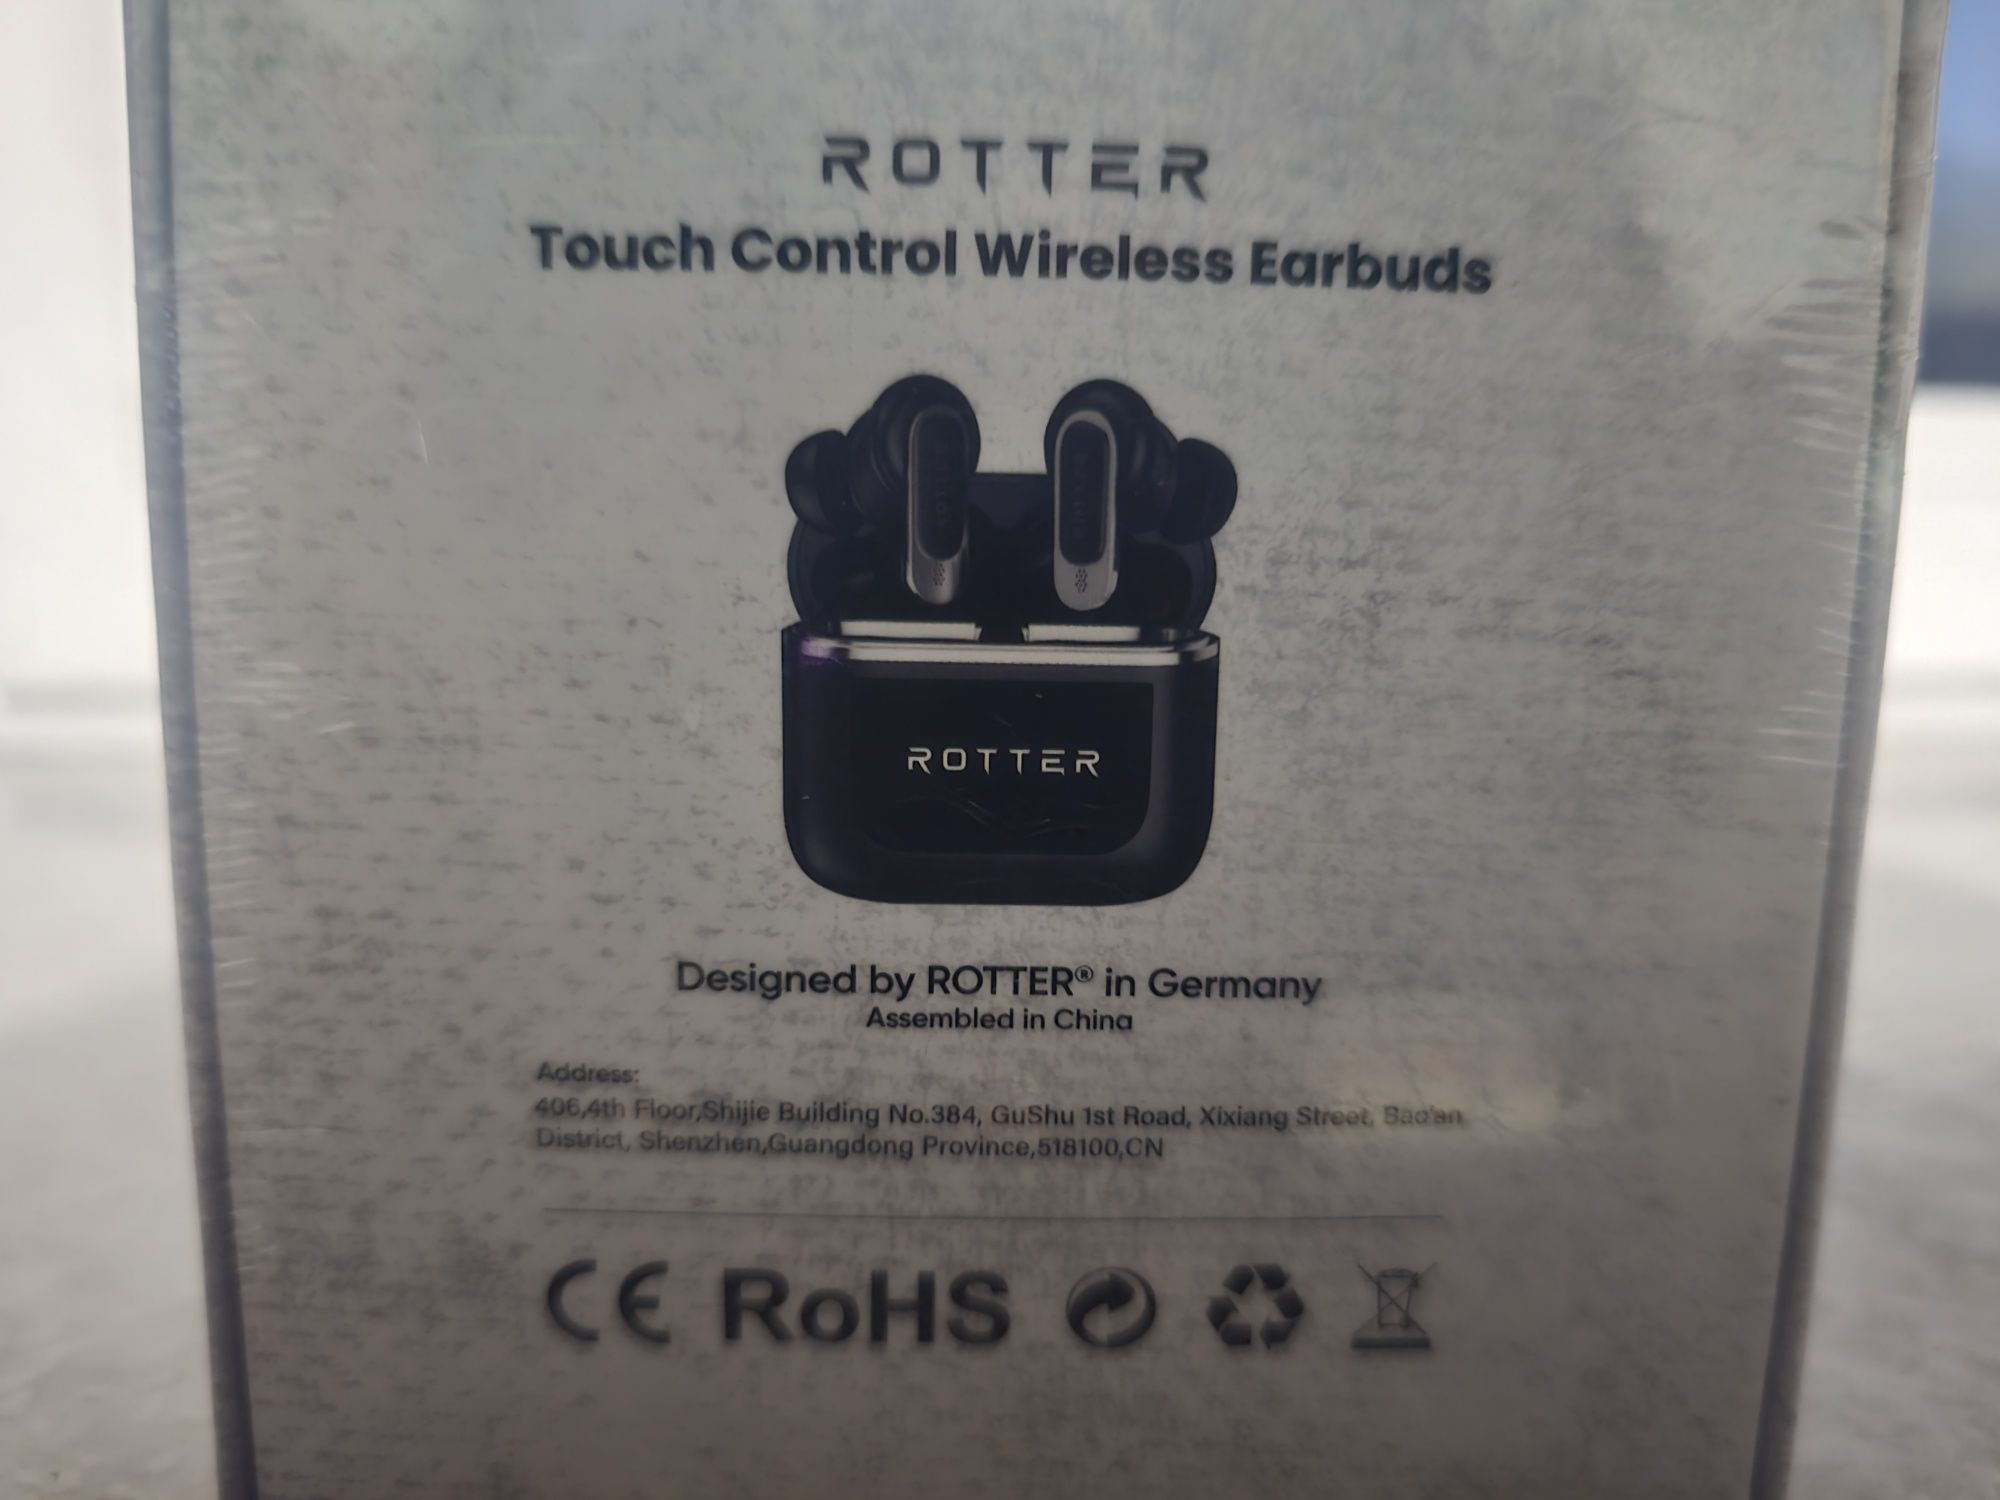 ROTTER
Touch Control Wireless Earbuds
ROTTER
Designed by ROTTER® in Germany
Assembled in China
Address:
406,4th Floor,Shijie Building No.384, GuShu 1st Road, Xixiang Street, Bao'an
District, Shenzhen,Guangdong Province,518100,CN
CE RoHS